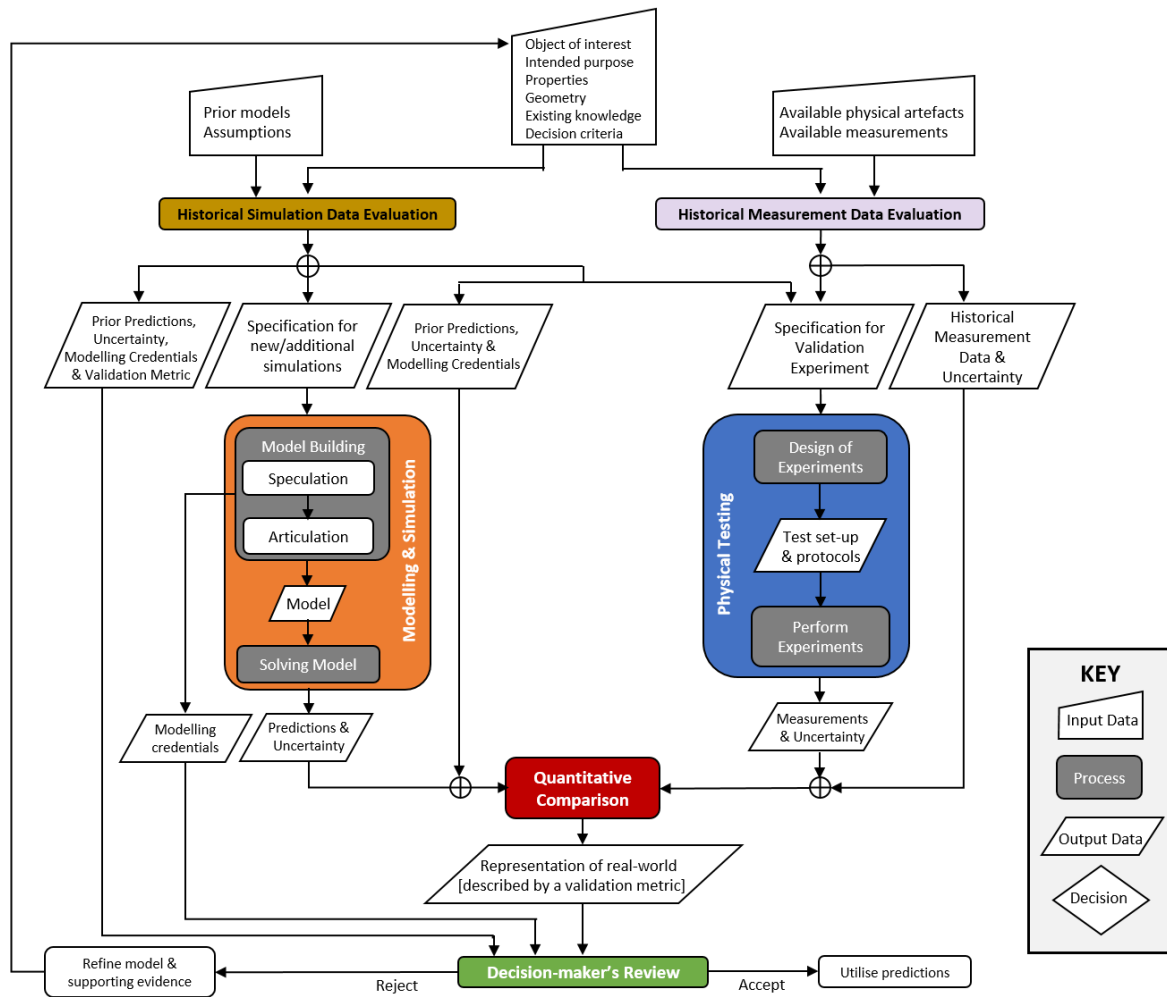 Object of interest
Intended purpose
Properties
Geometry
Existing knowledge
Decision criteria
Prior models
Assumptions
Available physical artefacts
Available measurements
Historical Simulation Data Evaluation
Historical Measurement Data Evaluation
Prior Predictions,
Uncertainty,
Modelling Credentials
& Validation Metric
Specification for
new/additional
simulations
Prior Predictions,
Uncertainty &
Modelling Credentials
Specification for
Validation
Experiment
Historical
Measurement
Data &
Uncertainty
Model Building
Speculation
Articulation
Model
Solving Model
Modelling & Simulation
Physical Testing
Design of
Experiments
Test set-up
& protocols
Perform
Experiments
Modelling
credentials
Predictions &
Uncertainty
Measurements
& Uncertainty
Quantitative
Comparison
Representation of real-world
[described by a validation metric]
Refine model &
supporting evidence
Reject
Decision-maker's Review
Accept
Utilise predictions
KEY
Input Data
Process
Output Data
Decision